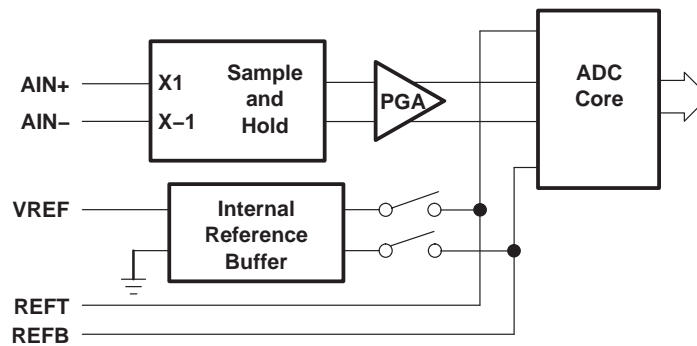 AIN+
AIN−
X1
X−1
Sample
and
Hold
PGA
ADC
Core
VREF
Internal
Reference
Buffer
REFT
REFB